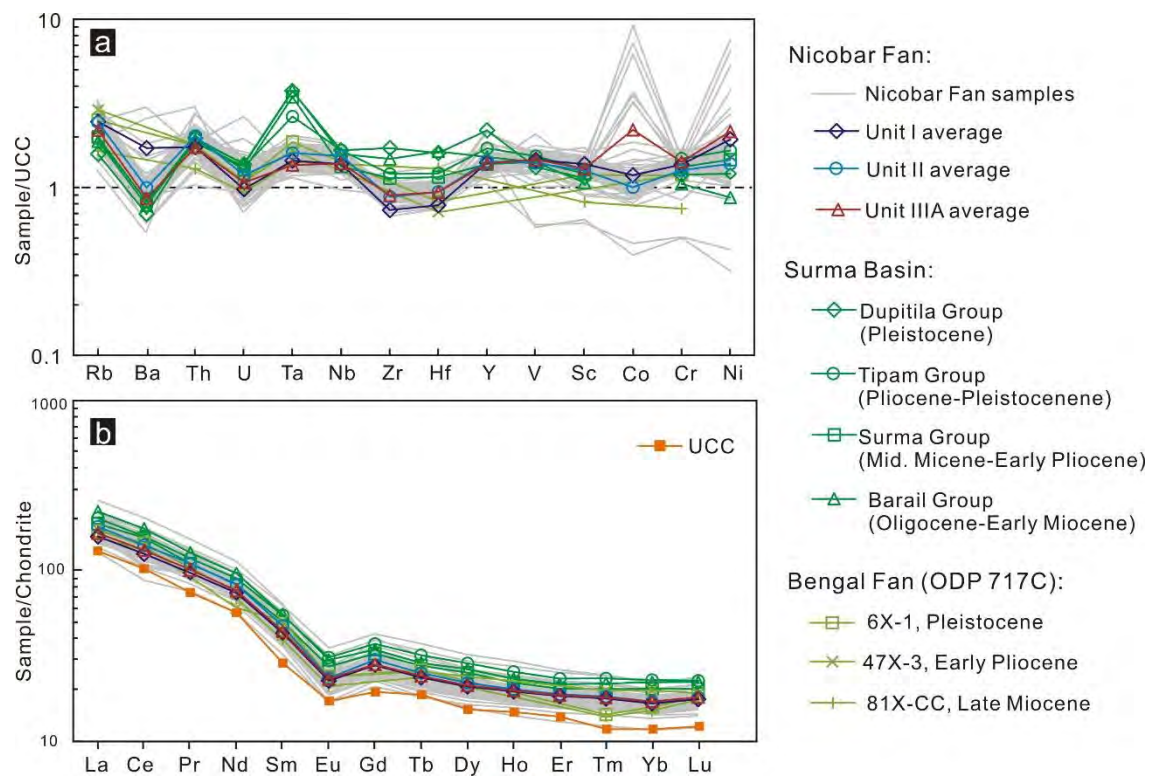 10
1
0.1
Sample/UCC
a
Rb Ba Th U Ta Nb Zr Hf Y V Sc Co Cr Ni
1000
100
10
Sample/Chondrite
b
UCC
La Ce Pr Nd Sm Eu Gd Tb Dy Ho Er Tm Yb Lu
Nicobar Fan:
Nicobar Fan samples
Unit I average
Unit II average
Unit IIIA average
Surma Basin:
Dupitila Group
(Pleistocene)
Tipam Group
(Pliocene-Pleistocenene)
Surma Group
(Mid. Micene-Early Pliocene)
Barail Group
(Oligocene-Early Miocene)
Bengal Fan (ODP 717C):
6X-1, Pleistocene
47X-3, Early Pliocene
81X-CC, Late Miocene